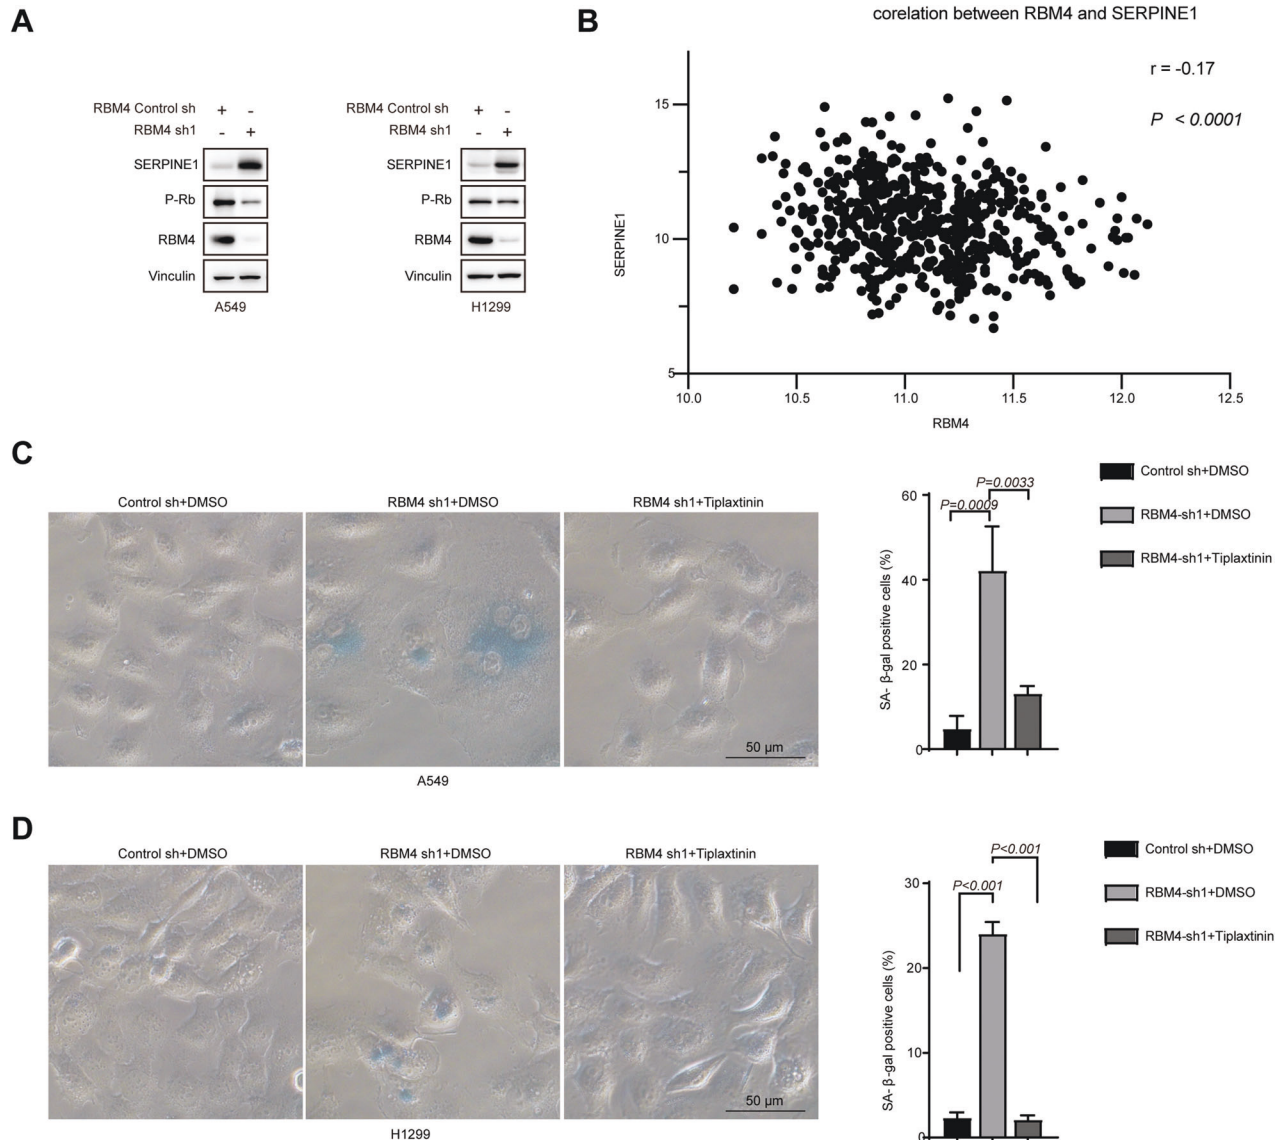 A
RBM4 Control sh + -
RBM4 sh1 - +
SERPINE1
P-Rb
RBM4
Vinculin
A549
RBM4 Control sh + -
RBM4 sh1 - +
SERPINE1
P-Rb
RBM4
Vinculin
H1299
B
corelation between RBM4 and SERPINE1
r = -0.17
P < 0.0001
SERPINE1
15
10
5
10.0 10.5 11.0 11.5 12.0 12.5
RBM4
C
Control sh+DMSO
RBM4 sh1+DMSO
RBM4 sh1+Tiplaxtinin
50 μm
A549
SA- β-gal positive cells (%)
60
40
20
0
P=0.0009
P=0.0033
Control sh+DMSO
RBM4-sh1+DMSO
RBM4-sh1+Tiplaxtinin
D
Control sh+DMSO
RBM4 sh1+DMSO
RBM4 sh1+Tiplaxtinin
50 μm
H1299
SA- β-gal positive cells (%)
30
20
10
0
P<0.001
P<0.001
Control sh+DMSO
RBM4-sh1+DMSO
RBM4-sh1+Tiplaxtinin